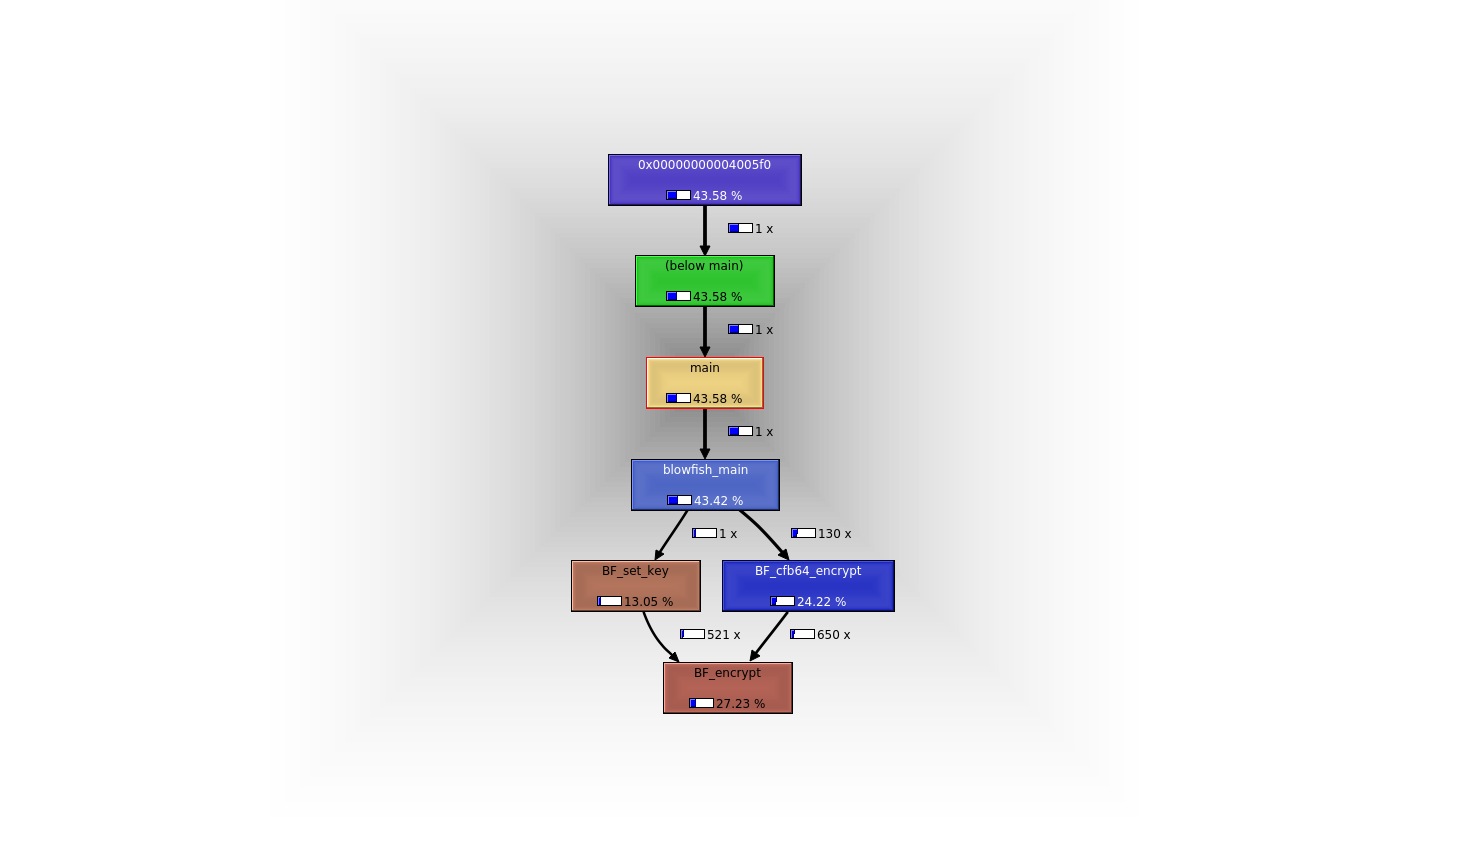 0x00000000004005f0
43.58 %
1 x
(below main)
43.58 %
1 x
main
43.58 %
1 x
blowfish_main
43.42 %
1 x
130 x
BF_set_key
BF_cfb64_encrypt
13.05 %
24.22 %
521 x
650 x
BF_encrypt
27.23 %